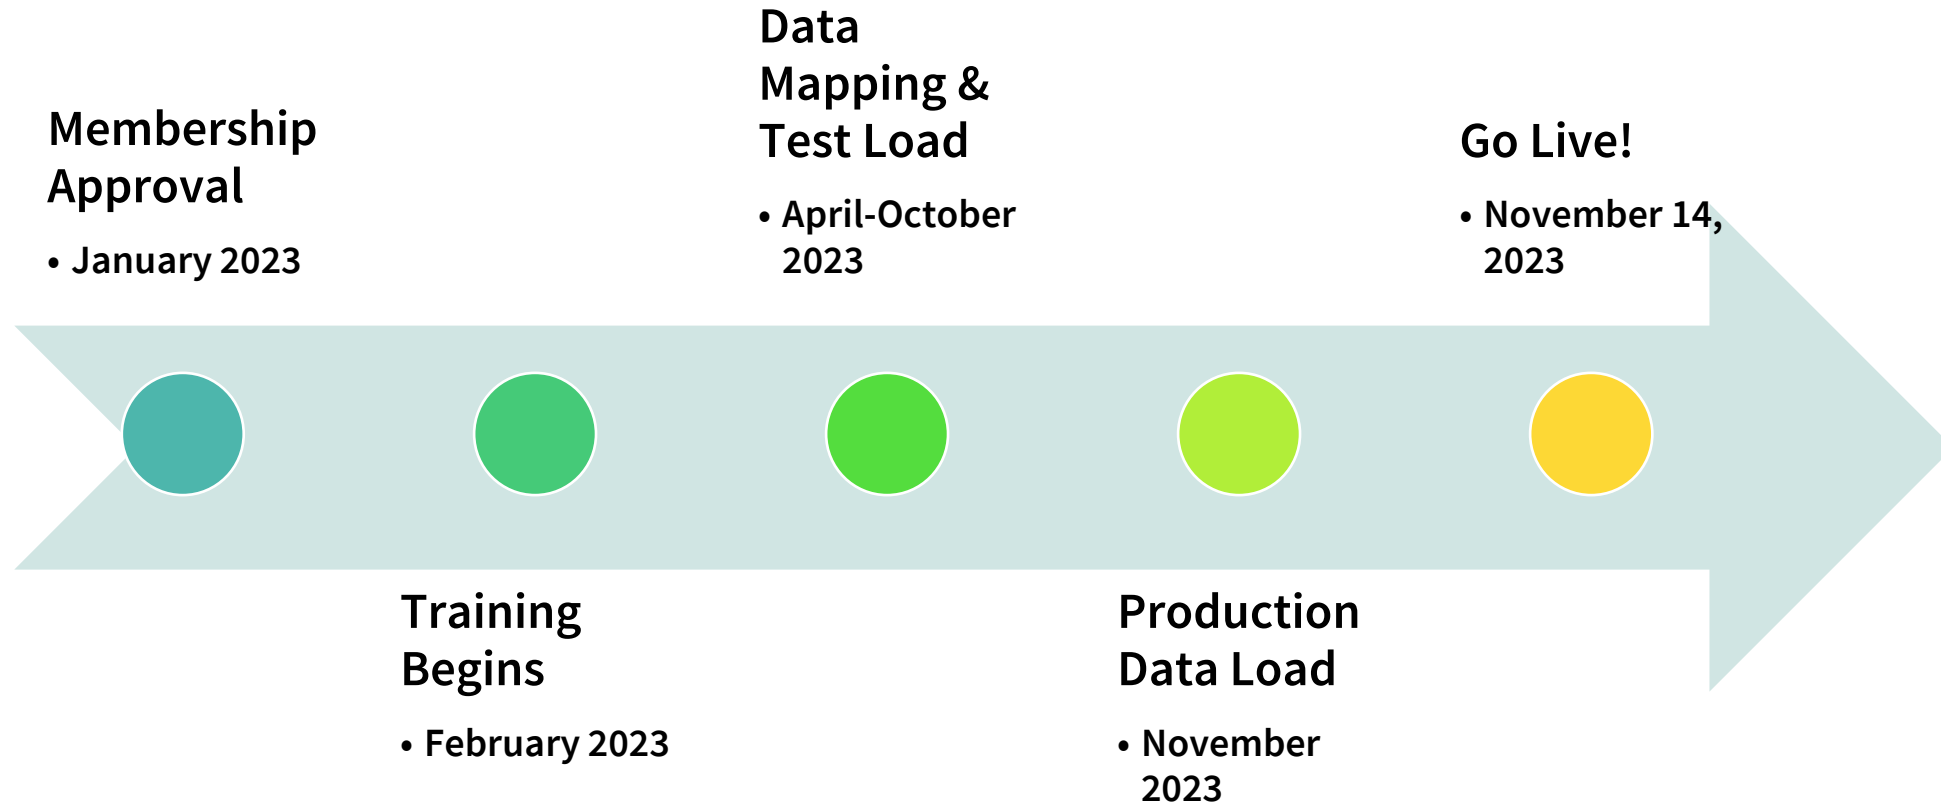 Membership
Approval
• January 2023
Training
Begins
• February 2023
Data
Mapping &
Test Load
• April-October
2023
Production
Data Load
• November
2023
Go Live!
• November 14,
2023